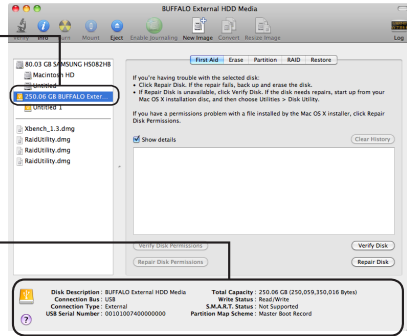 BUFFALO External HDD Media
Verify Info Burn Mount Eject Enable Journaling New Image Convert Resize Image Log
First Aid Erase Partition RAID Restore
80.03 GB SAMSUNG HS082HB
Macintosh HD
Untitled
250.06 GB BUFFALO Exter...
Untitled 1
Xbench_1.3.dmg
RaidUtility.dmg
RaidUtility.dmg
RaidUtility.dmg
If you're having trouble with the selected disk:
• Click Repair Disk. If the repair fails, back up and erase the disk.
• If Repair Disk is unavailable, click Verify Disk. If the disk needs repairs, start up from your
Mac OS X installation disc, and then choose Utilities > Disk Utility.
If you have a permissions problem with a file installed by the Mac OS X installer, click Repair
Disk Permissions.
Show details Clear History
Verify Disk Permissions Verify Disk
Repair Disk Permissions Repair Disk
Disk Description : BUFFALO External HDD Media Total Capacity : 250.06 GB (250,059,350,016 Bytes)
Connection Bus : USB Write Status : Read/Write
Connection Type : External S.M.A.R.T. Status : Not Supported
USB Serial Number : 00101007400000000 Partition Map Scheme : Master Boot Record
?